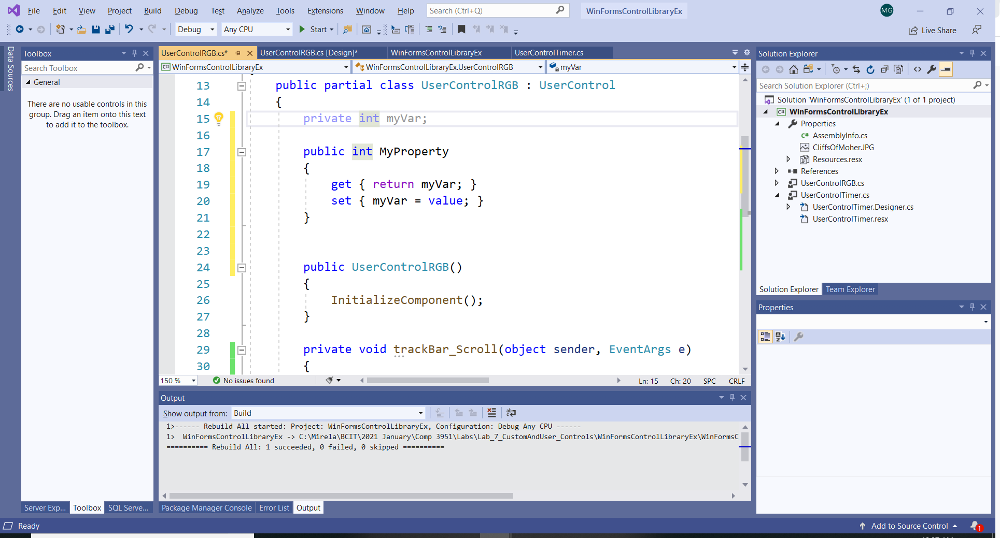 File Edit View Project Build Debug Test Analyze Tools Extensions Window Help Search (Ctrl+Q) WinFormsControlLibraryEx MG
Debug Any CPU Start Live Share
Data Sources
Toolbox
Search Toolbox
General
There are no usable controls in this
group. Drag an item onto this text
to add it to the toolbox.
Server Exp... Toolbox SQL Serve...
UserControlRGB.cs* UserControlRGB.cs [Design]* WinFormsControlLibraryEx UserControlTimer.cs
C# WinFormsControlLibraryEx WinFormsControlLibraryEx.UserControlRGB myVar
13 public partial class UserControlRGB : UserControl
14 {
15 private int myVar;
16
17 public int MyProperty
18 {
19 get { return myVar; }
20 set { myVar = value; }
21 }
22
23
24 public UserControlRGB()
25 {
26 InitializeComponent();
27 }
28
29 private void trackBar_Scroll(object sender, EventArgs e)
30 {
150 % No issues found Ln: 15 Ch: 20 SPC CRLF
Output
Show output from: Build
1>------ Rebuild All started: Project: WinFormsControlLibraryEx, Configuration: Debug Any CPU ------
1> WinFormsControlLibraryEx -> C:\Mirela\BCIT\2021 January\Comp 3951\Labs\Lab_7_CustomAndUser_Controls\WinFormsControlLibraryEx\WinFormsC
========== Rebuild All: 1 succeeded, 0 failed, 0 skipped ==========
Package Manager Console Error List Output
Solution Explorer
Search Solution Explorer (Ctrl+;)
Solution 'WinFormsControlLibraryEx' (1 of 1 project)
C# WinFormsControlLibraryEx
Properties
C# AssemblyInfo.cs
CliffsOfMoher.JPG
Resources.resx
References
UserControlRGB.cs
UserControlTimer.cs
UserControlTimer.Designer.cs
UserControlTimer.resx
Solution Explorer Team Explorer
Properties
Ready Add to Source Control 1